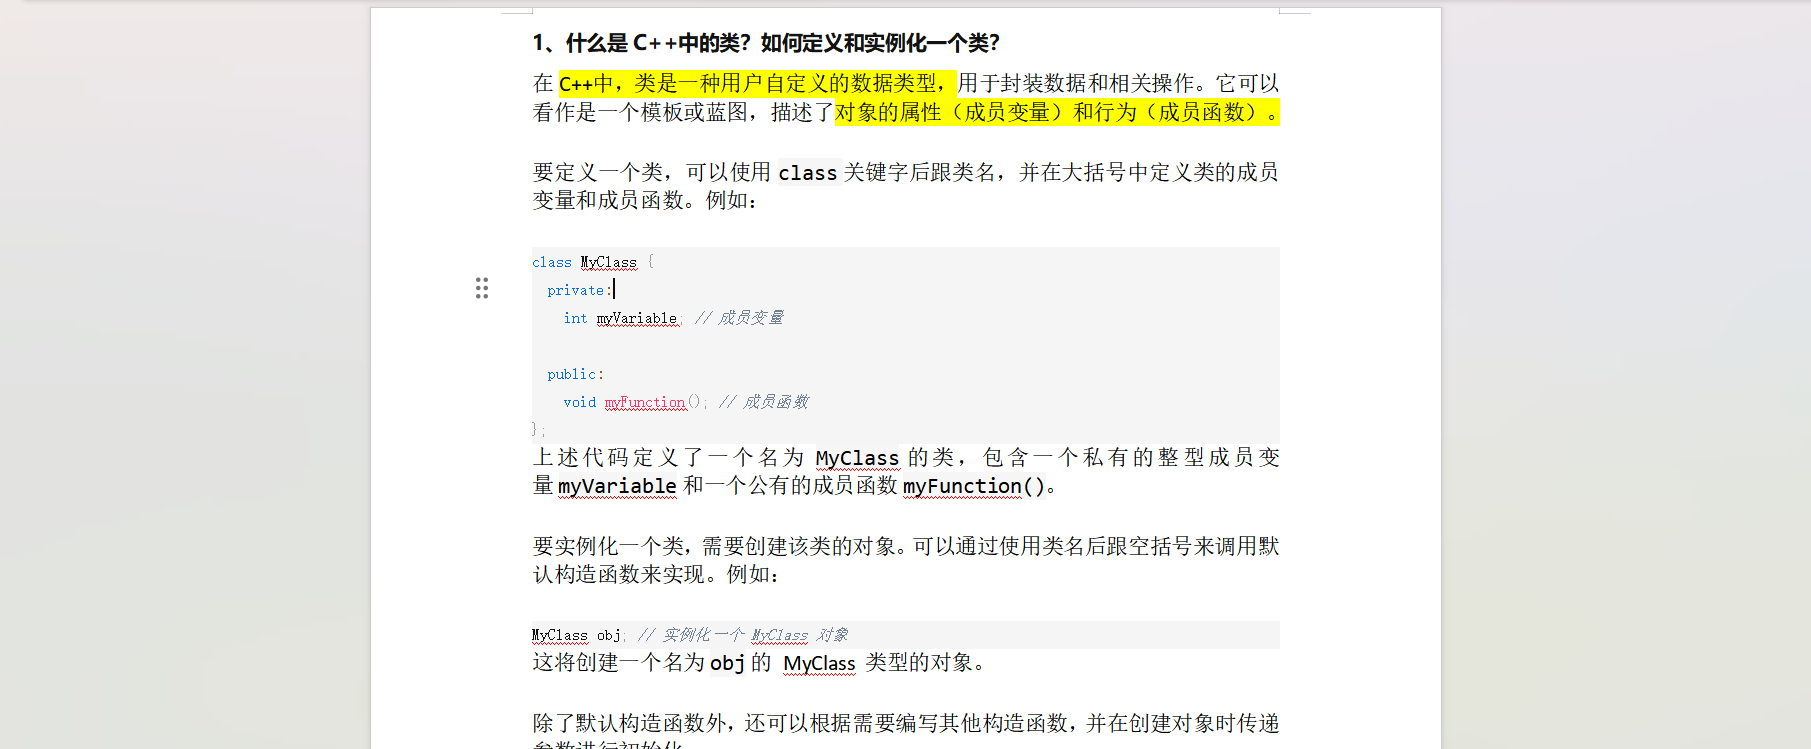 1、什么是 C++中的类？如何定义和实例化一个类？
在 C++中，类是一种用户自定义的数据类型，用于封装数据和相关操作。它可以
看作是一个模板或蓝图，描述了对象的属性（成员变量）和行为（成员函数）。
要定义一个类，可以使用 class 关键字后跟类名，并在大括号中定义类的成员
变量和成员函数。例如：
class MyClass {
private:
int myVariable; // 成员变量
public:
void myFunction(); // 成员函数
};
上述代码定义了一个名为 MyClass 的类，包含一个私有的整型成员变
量 myVariable 和一个公有的成员函数 myFunction()。
要实例化一个类，需要创建该类的对象。可以通过使用类名后跟空括号来调用默
认构造函数来实现。例如：
MyClass obj; // 实例化一个 MyClass 对象
这将创建一个名为 obj 的 MyClass 类型的对象。
除了默认构造函数外，还可以根据需要编写其他构造函数，并在创建对象时传递
参数进行初始化